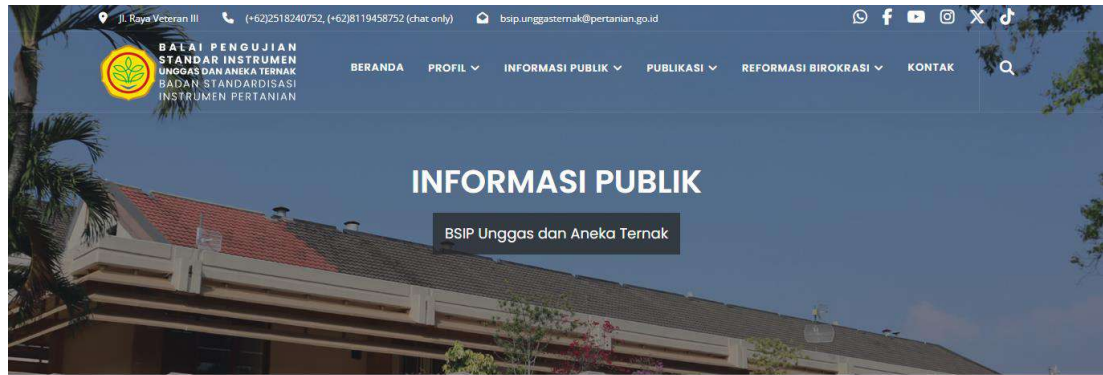 Jl. Raya Veteran III (+62)2518240752, (+62)8119458752 (chat only) bsip.unggasternak@pertanian.go.id
BALAI PENGUJIAN
STANDAR INSTRUMEN
UNGGAS DAN ANEKA TERNAK
BADAN STANDARDISASI
INSTRUMEN PERTANIAN
BERANDA PROFIL INFORMASI PUBLIK PUBLIKASI REFORMASI BIROKRASI KONTAK
INFORMASI PUBLIK
BSIP Unggas dan Aneka Ternak